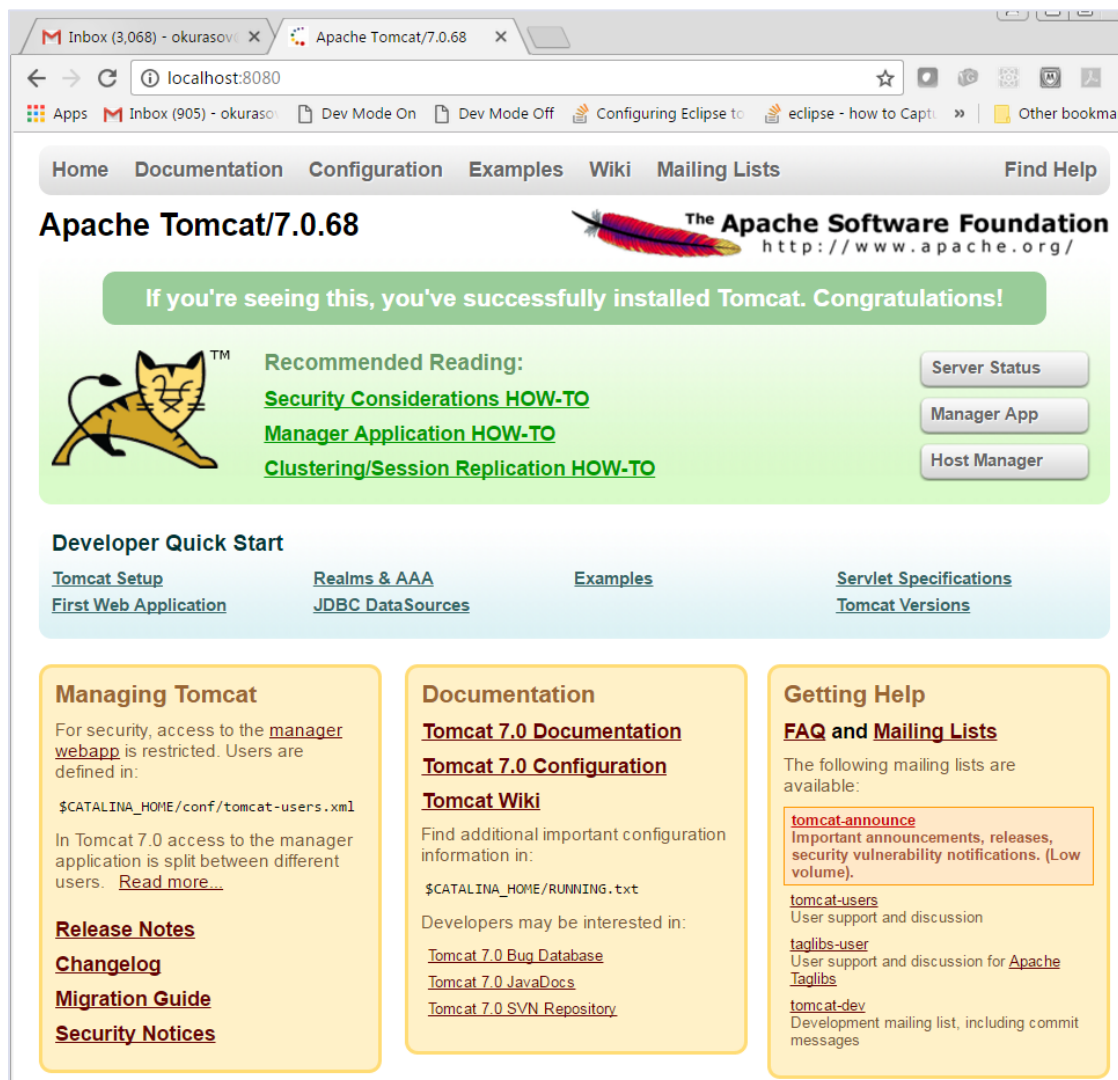 Inbox (3,068) - okurasov
Apache Tomcat/7.0.68
localhost:8080
Apps
Inbox (905) - okuraso
Dev Mode On
Dev Mode Off
Configuring Eclipse to
eclipse - how to Captu
»
Other bookma
Home Documentation Configuration Examples Wiki Mailing Lists Find Help
Apache Tomcat/7.0.68
The Apache Software Foundation
http://www.apache.org/
If you're seeing this, you've successfully installed Tomcat. Congratulations!
TM
Recommended Reading:
Security Considerations HOW-TO
Manager Application HOW-TO
Clustering/Session Replication HOW-TO
Server Status
Manager App
Host Manager
Developer Quick Start
Tomcat Setup
First Web Application
Realms & AAA
JDBC DataSources
Examples
Servlet Specifications
Tomcat Versions
Managing Tomcat
For security, access to the manager
webapp is restricted. Users are
defined in:
$CATALINA_HOME/conf/tomcat-users.xml
In Tomcat 7.0 access to the manager
application is split between different
users. Read more...
Release Notes
Changelog
Migration Guide
Security Notices
Documentation
Tomcat 7.0 Documentation
Tomcat 7.0 Configuration
Tomcat Wiki
Find additional important configuration
information in:
$CATALINA_HOME/RUNNING.txt
Developers may be interested in:
Tomcat 7.0 Bug Database
Tomcat 7.0 JavaDocs
Tomcat 7.0 SVN Repository
Getting Help
FAQ and Mailing Lists
The following mailing lists are
available:
tomcat-announce
Important announcements, releases,
security vulnerability notifications. (Low
volume).
tomcat-users
User support and discussion
taglibs-user
User support and discussion for Apache
Taglibs
tomcat-dev
Development mailing list, including commit
messages